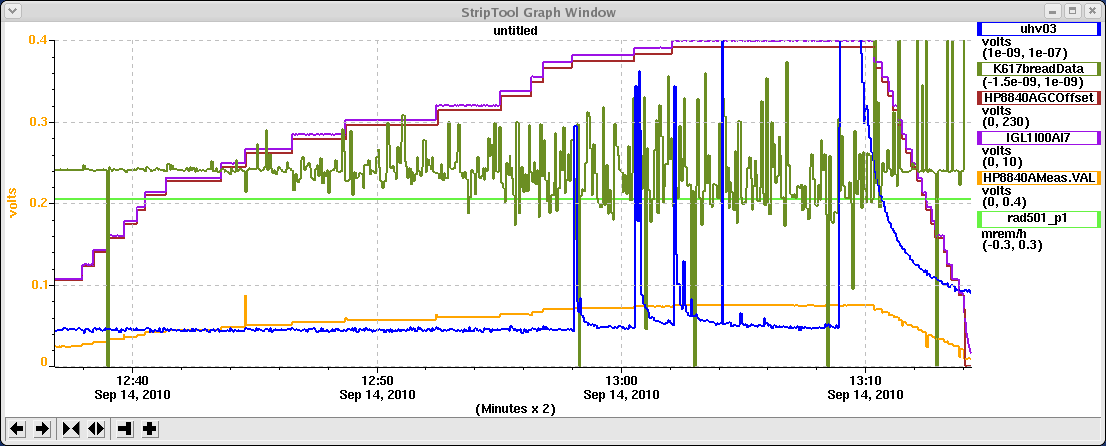 StripTool Graph Window
untitled
0.4
0.3
0.2
0.1
0
volts
12:40
Sep 14, 2010
12:50
Sep 14, 2010
13:00
Sep 14, 2010
13:10
Sep 14, 2010
(Minutes x 2)
uhv03
volts
(1e-09, 1e-07)
K617breadData
volts
(-1.5e-09, 1e-09)
HP8840AGCOffset
volts
(0, 230)
IGL1I00AI7
volts
(0, 10)
HP8840AMeas.VAL
volts
(0, 0.4)
rad501_p1
mrem/h
(-0.3, 0.3)